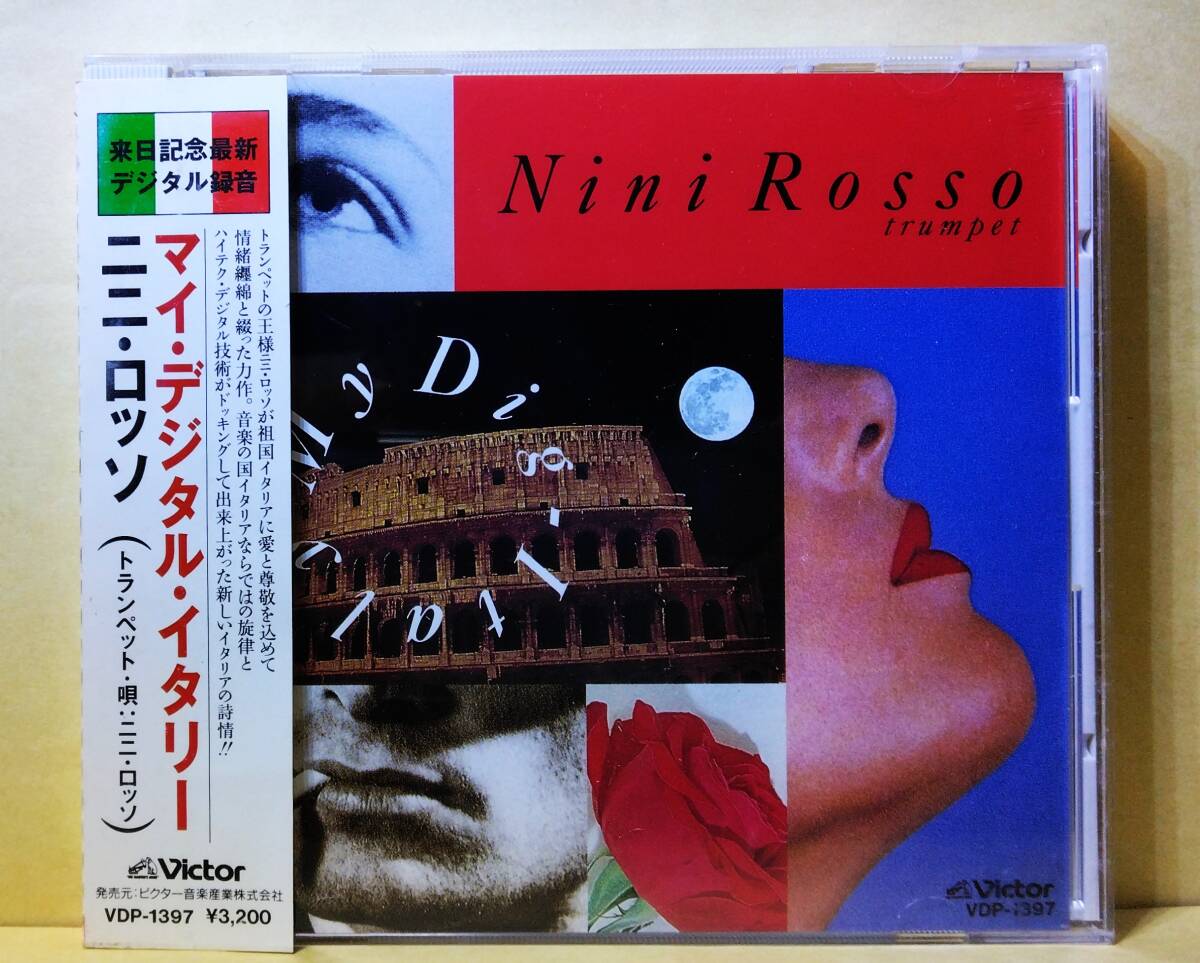 来日記念最新
デジタル録音
マイ・デジタル・イタリー
ニニ・ロッソ
(トランペット・唄:ニニ・ロッソ)
トランペットの王様ニニ・ロッソが祖国イタリアに愛と尊敬を込めて
情緒纒綿と綴った力作。音楽の国イタリアならではの旋律と
ハイテク・デジタル技術がドッキングして出来上がった新しいイタリアの詩情!!
Victor
発売元:ビクター音楽産業株式会社
VDP-1397 ¥3,200
Nini Rosso
trumpet
My Dig-Italy
Victor
VDP-1397